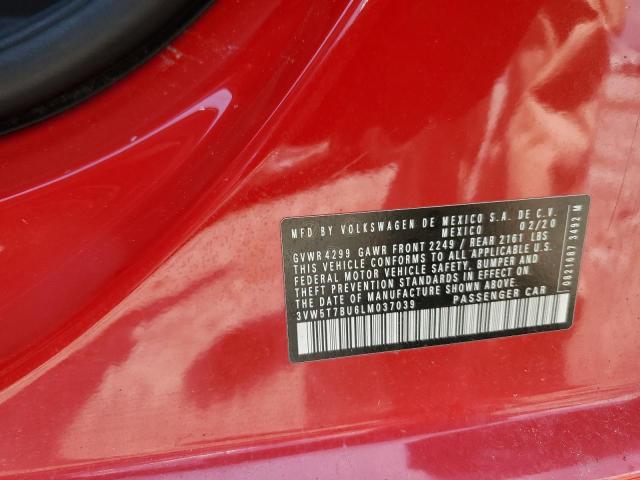 MFD BY VOLKSWAGEN DE MEXICO S.A. DE C.V.
MEXICO 02/20
GVWR 4299 GAWR FRONT 2249 / REAR 2161 LBS
THIS VEHICLE CONFORMS TO ALL APPLICABLE U.S.
FEDERAL MOTOR VEHICLE SAFETY, BUMPER AND
THEFT PREVENTION STANDARDS IN EFFECT ON
THE DATE OF MANUFACTURE SHOWN ABOVE.
3VW5T7BU6LM037039 PASSENGER CAR
0021087 3492 M